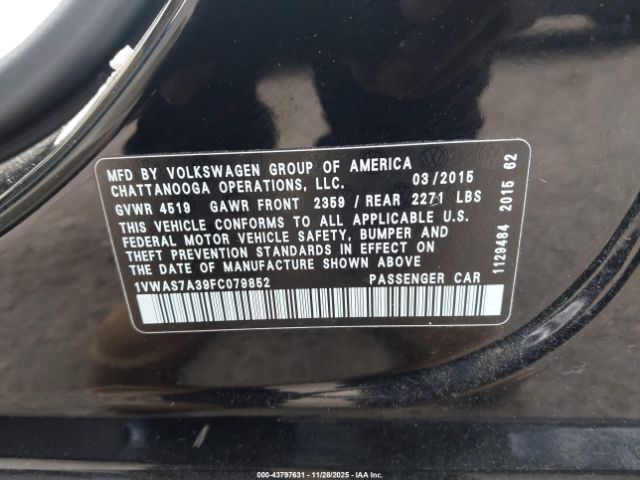 MFD BY VOLKSWAGEN GROUP OF AMERICA
CHATTANOOGA OPERATIONS, LLC. 03/2015
GVWR 4519 GAWR FRONT 2359 / REAR 2271 LBS
THIS VEHICLE CONFORMS TO ALL APPLICABLE U.S.
FEDERAL MOTOR VEHICLE SAFETY, BUMPER AND
THEFT PREVENTION STANDARDS IN EFFECT ON
THE DATE OF MANUFACTURE SHOWN ABOVE
1VWAS7A39FC079852 PASSENGER CAR
1129484 2015 62
000-43797631 - 11/28/2025 - IAAI.CA